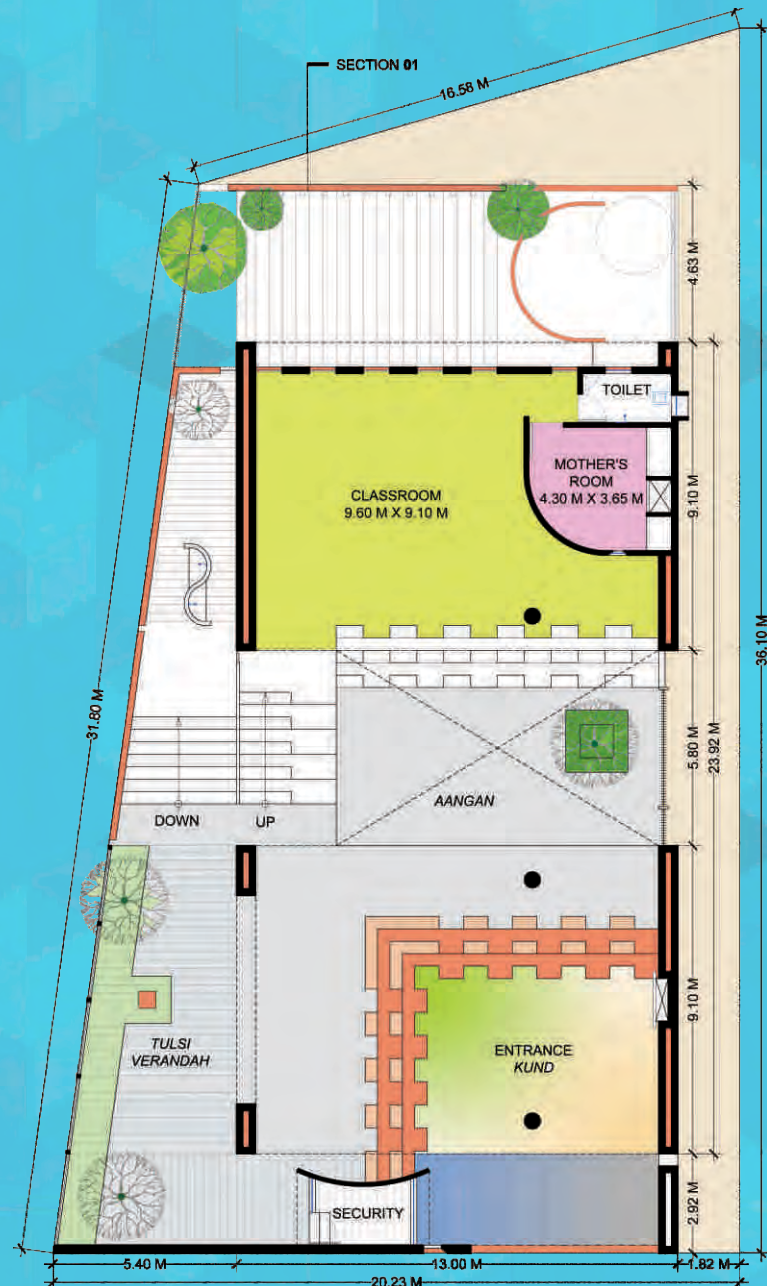 SECTION 01
16.58 M
4.63 M
TOILET
MOTHER'S
ROOM
4.30 M X 3.65 M
CLASSROOM
9.60 M X 9.10 M
9.10 M
36.10 M
31.80 M
5.80 M
23.92 M
AANGAN
DOWN
UP
9.10 M
TULSI
VERANDAH
ENTRANCE
KUND
SECURITY
2.92 M
5.40 M
13.00 M
1.82 M
20.23 M